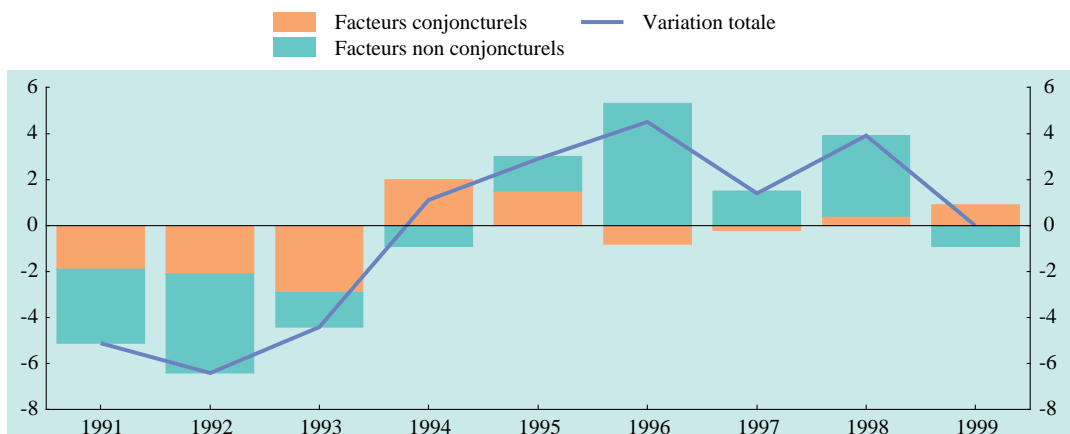 Facteurs conjoncturels
Variation totale
Facteurs non conjoncturels
6 6
4 4
2 2
0 0
-2 -2
-4 -4
-6 -6
-8 -8
1991 1992 1993 1994 1995 1996 1997 1998 1999